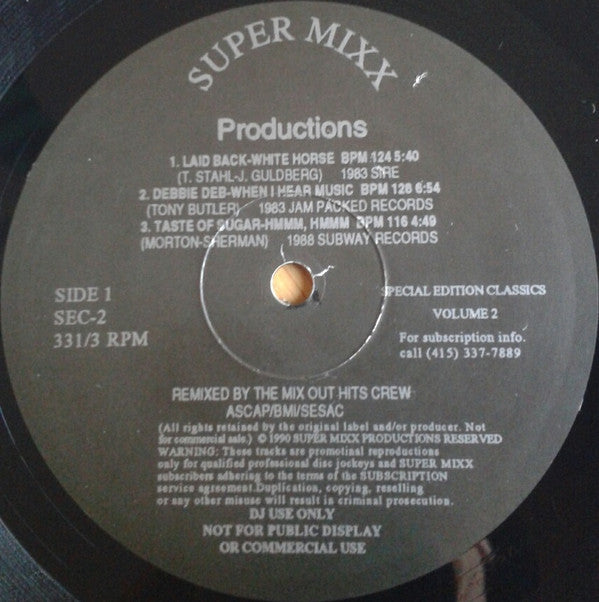 SUPER MIXX
Productions
1. LAID BACK-WHITE HORSE BPM 124 5:40
(T. STAHL-J. GULDBERG) 1983 SIRE
2. DEBBIE DEB-WHEN I HEAR MUSIC BPM 128 6:54
(TONY BUTLER) 1983 JAM PACKED RECORDS
3. TASTE OF SUGAR-HMMM, HMMM BPM 116 4:49
(MORTON-SHERMAN) 1988 SUBWAY RECORDS
SIDE 1
SEC-2
331/3 RPM
SPECIAL EDITION CLASSICS
VOLUME 2
For subscription info.
call (415) 337-7889
REMIXED BY THE MIX OUT HITS CREW
ASCAP/BMI/SESAC
(All rights retained by the original label and/or producer. Not
for commercial sale.) © 1990 SUPER MIXX PRODUCTIONS RESERVED
WARNING: These tracks are promotinal reproductions
only for qualified professional disc jockeys and SUPER MIXX
subscribers adhering to the terms of the SUBSCRIPTION
service agreement.Duplication, copying, reselling
or any other misuse will result in criminal prosecution.
DJ USE ONLY
NOT FOR PUBLIC DISPLAY
OR COMMERCIAL USE